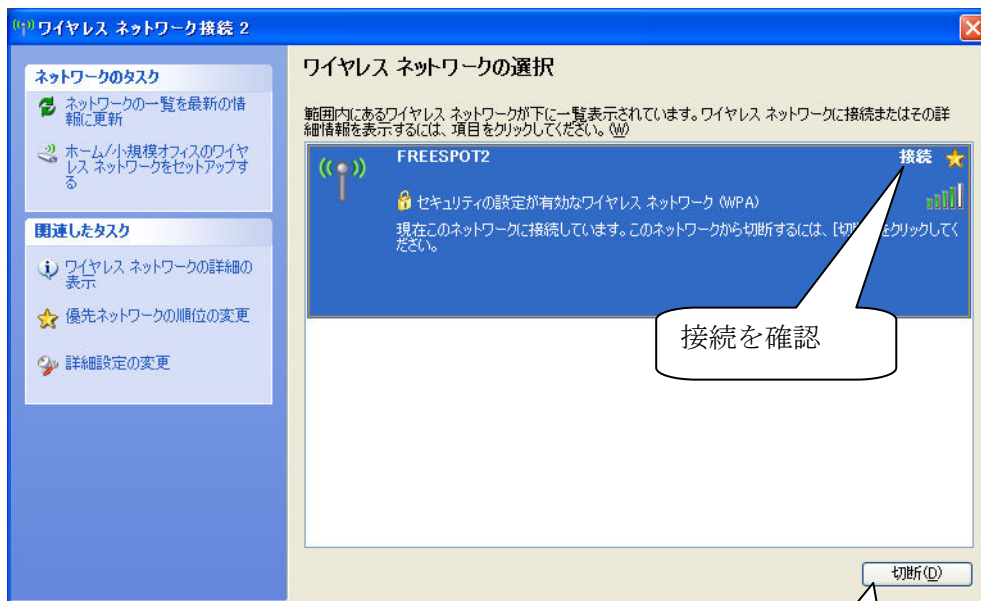 ワイヤレス ネットワーク接続 2
ネットワークのタスク
ネットワークの一覧を最新の情
報に更新
ホーム/小規模オフィスのワイヤ
レス ネットワークをセットアップす
る
関連したタスク
ワイヤレス ネットワークの詳細の
表示
優先ネットワークの順位の変更
詳細設定の変更
ワイヤレス ネットワークの選択
範囲内にあるワイヤレス ネットワークが下に一覧表示されています。ワイヤレス ネットワークに接続またはその詳
細情報を表示するには、項目をクリックしてください。(W)
FREESPOT2
接続
セキュリティの設定が有効なワイヤレス ネットワーク (WPA)
現在このネットワークに接続しています。このネットワークから切断するには、[切 をクリックしてく
ださい。
接続を確認
切断(D)